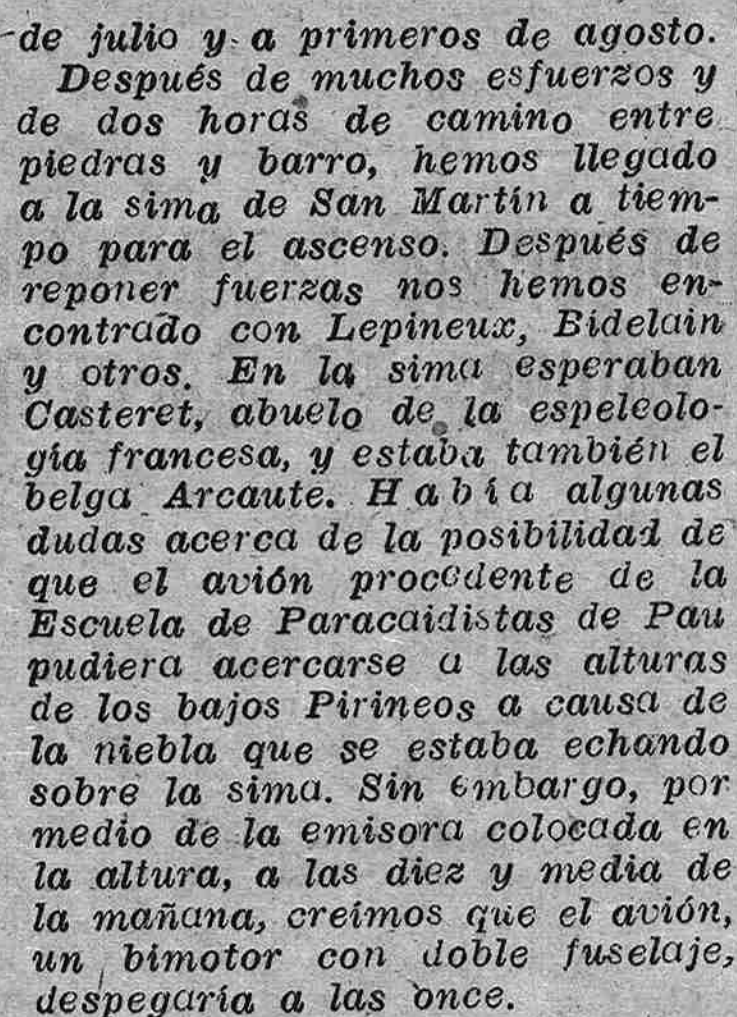 de julio y a primeros de agosto.
Después de muchos esfuerzos y
de dos horas de camino entre
piedras y barro, hemos llegado
a la sima de San Martín a tiem-
po para el ascenso. Después de
reponer fuerzas nos hemos en-
contrado con Lepineux, Bidelain
y otros. En la sima esperaban
Casteret, abuelo de la espeleolo-
gía francesa, y estaba también el
belga Arcaute. Había algunas
dudas acerca de la posibilidad de
que el avión procedente de la
Escuela de Paracaidistas de Pau
pudiera acercarse a las alturas
de los bajos Pirineos a causa de
la niebla que se estaba echando
sobre la sima. Sin embargo, por
medio de la emisora colocada en
la altura, a las diez y media de
la mañana, creímos que el avión,
un bimotor con doble fuselaje,
despegaría a las once.